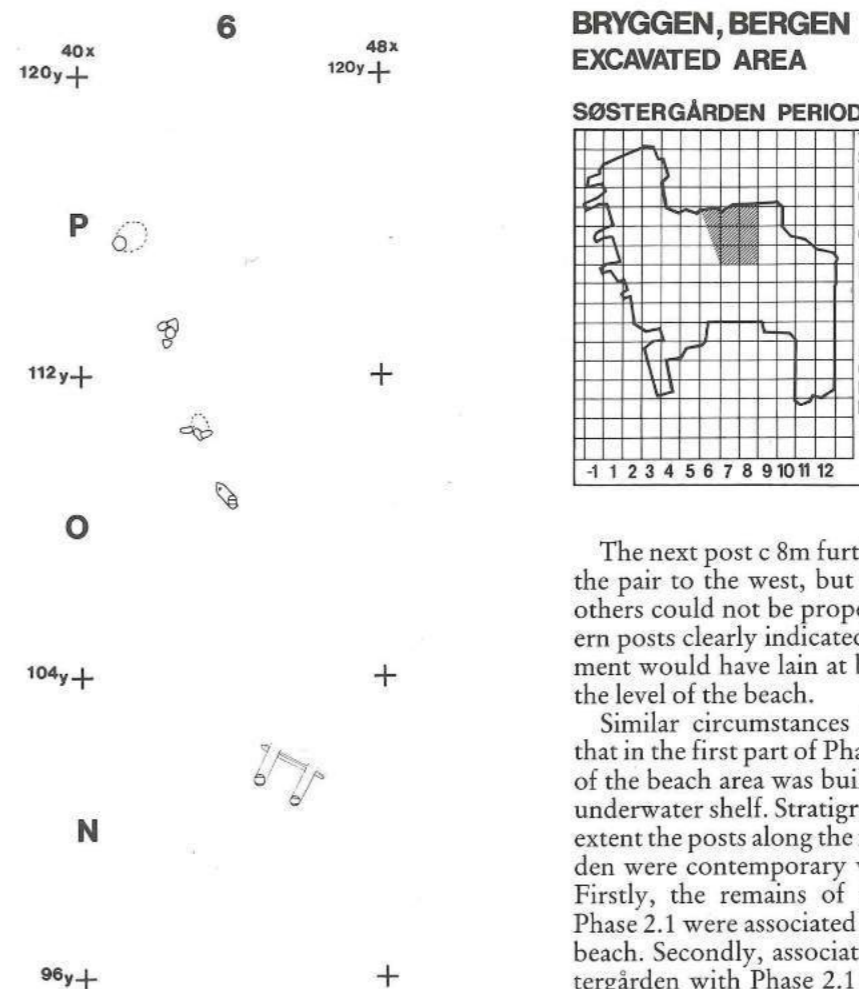 6
40x
48x
120y
120y
P
112y
O
104y
N
96y
BRYGGEN, BERGEN
EXCAVATED AREA
SØSTERGÅRDEN PERIOD
-1 1 2 3 4 5 6 7 8 9 10 11 12
The next post c 8m furt
the pair to the west, but
others could not be prope
ern posts clearly indicated
ment would have lain at b
the level of the beach.
Similar circumstances
that in the first part of Pha
of the beach area was buil
underwater shelf. Stratigr
extent the posts along the
den were contemporary
Firstly, the remains of
Phase 2.1 were associated
beach. Secondly, associat
tergården with Phase 2.1